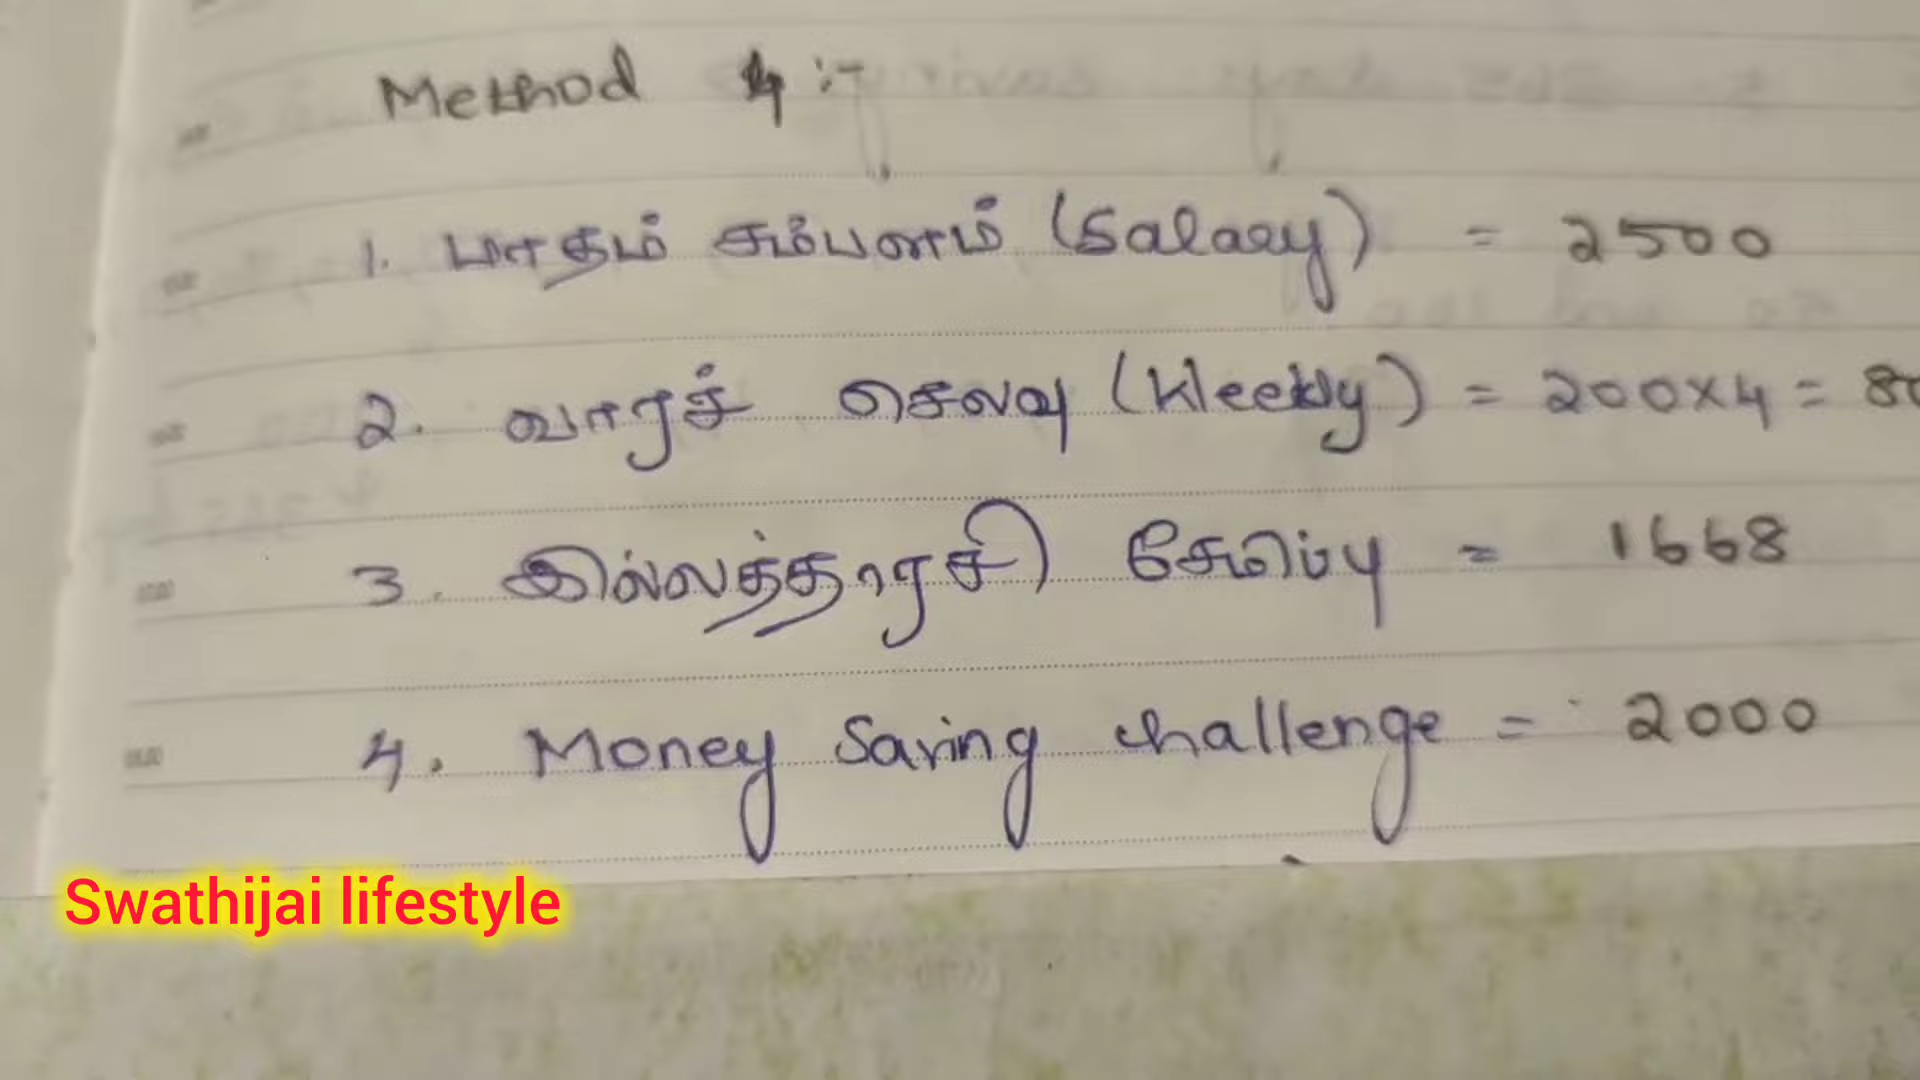 Method 4 :-
1. மாதம் சம்பளம் (Salary) = 2500
2. வாரச் செலவு (Weekly) = 200x4 = 80
3. இல்லத்தரசி சேமிப்பு = 1668
4. Money Saving challenge = 2000
Swathijai lifestyle